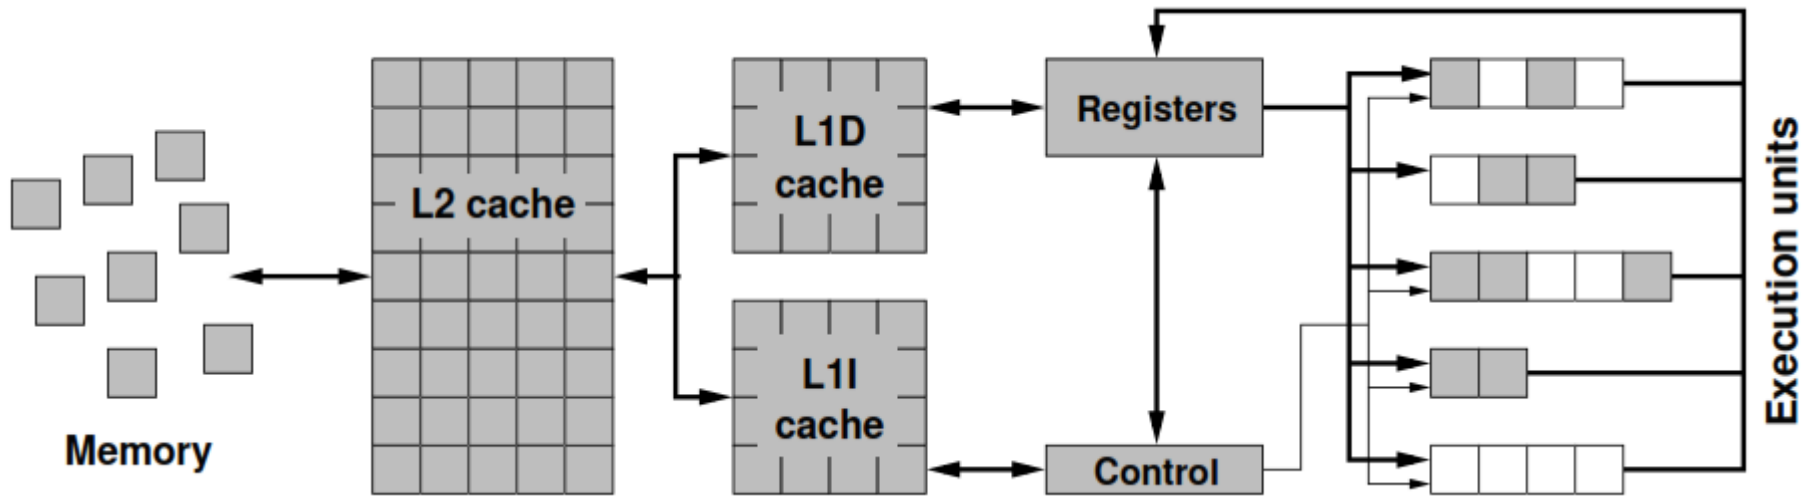 Memory
L2 cache
L1D
cache
L1I
cache
Registers
Control
Execution units